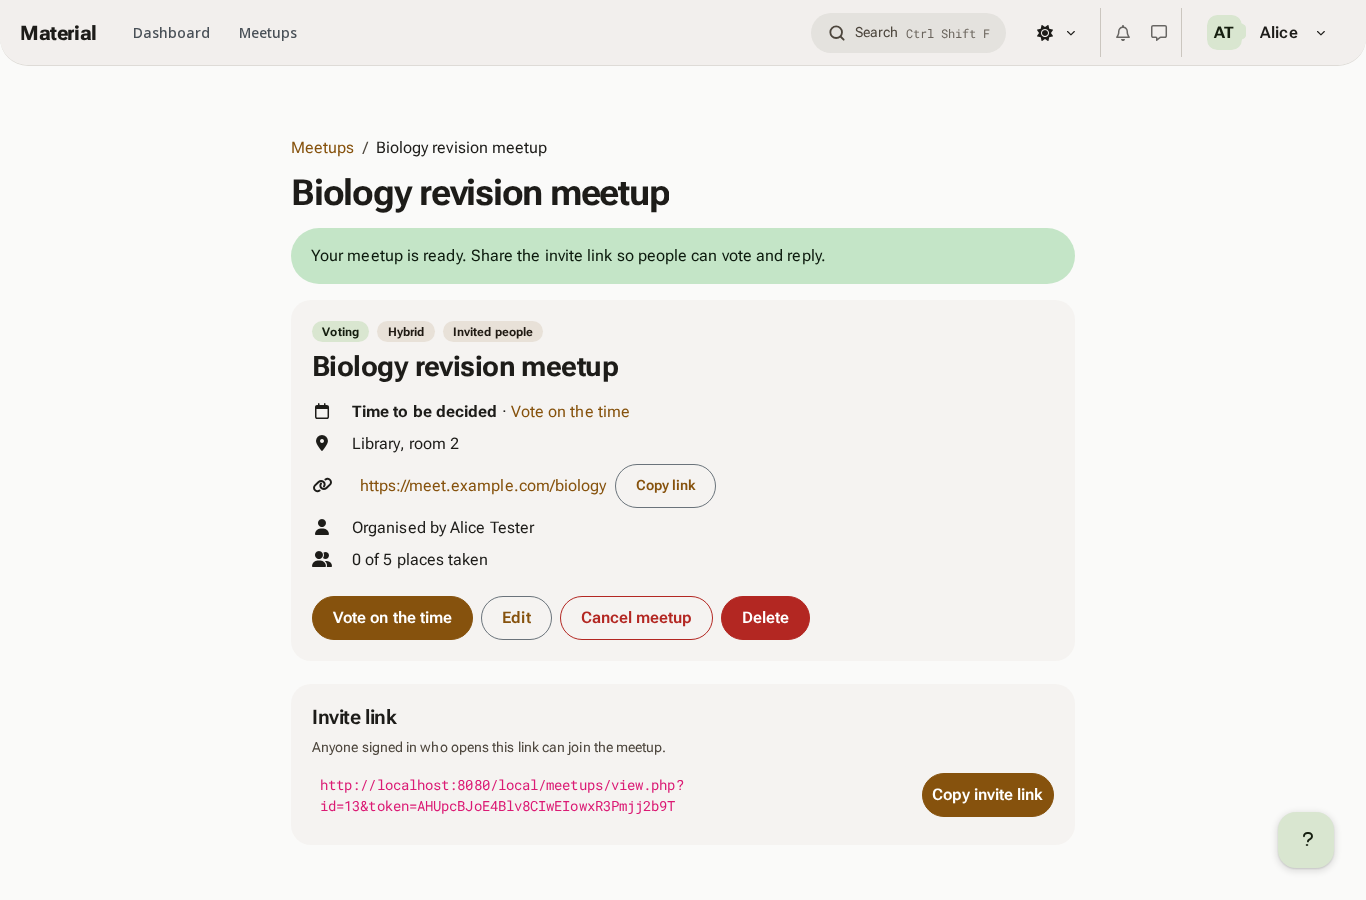 Material
Dashboard
Meetups
Search Ctrl Shift F
AT
Alice
Meetups / Biology revision meetup
Biology revision meetup
Your meetup is ready. Share the invite link so people can vote and reply.
Voting
Hybrid
Invited people
Biology revision meetup
Time to be decided · Vote on the time
Library, room 2
https://meet.example.com/biology
Copy link
Organised by Alice Tester
0 of 5 places taken
Vote on the time
Edit
Cancel meetup
Delete
Invite link
Anyone signed in who opens this link can join the meetup.
http://localhost:8080/local/meetups/view.php?
id=13&token=AHUpcBJoE4Blv8CIwEIowxR3Pmjj2b9T
Copy invite link
?